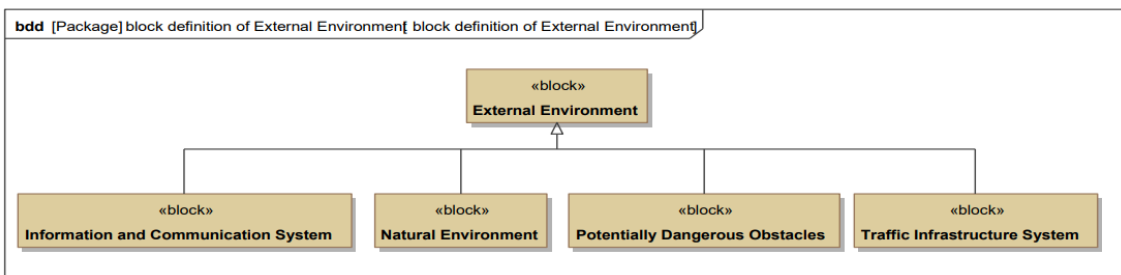 bdd [Package] block definition of External Environment[ block definition of External Environment]
«block»
External Environment
«block»
Information and Communication System
«block»
Natural Environment
«block»
Potentially Dangerous Obstacles
«block»
Traffic Infrastructure System